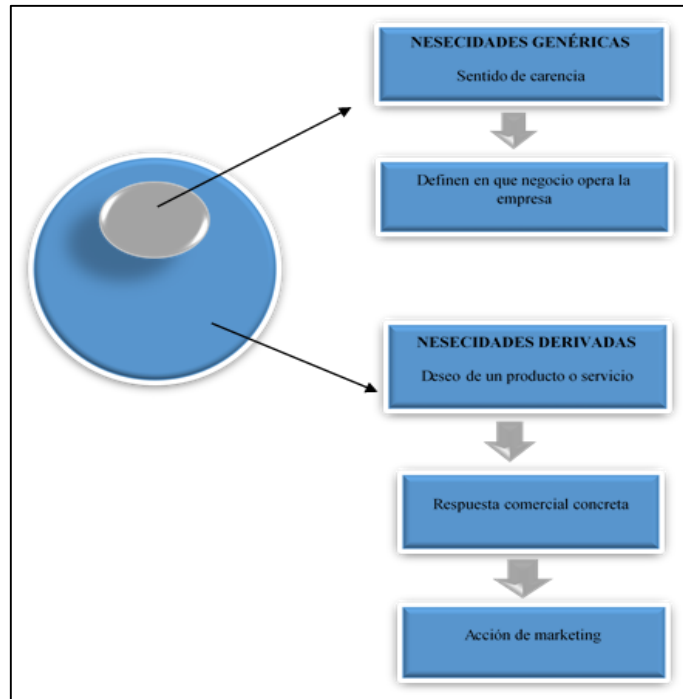 NESECIDADES GENÉRICAS
Sentido de carencia
Definen en que negocio opera la
empresa
NESECIDADES DERIVADAS
Deseo de un producto o servicio
Respuesta comercial concreta
Acción de marketing